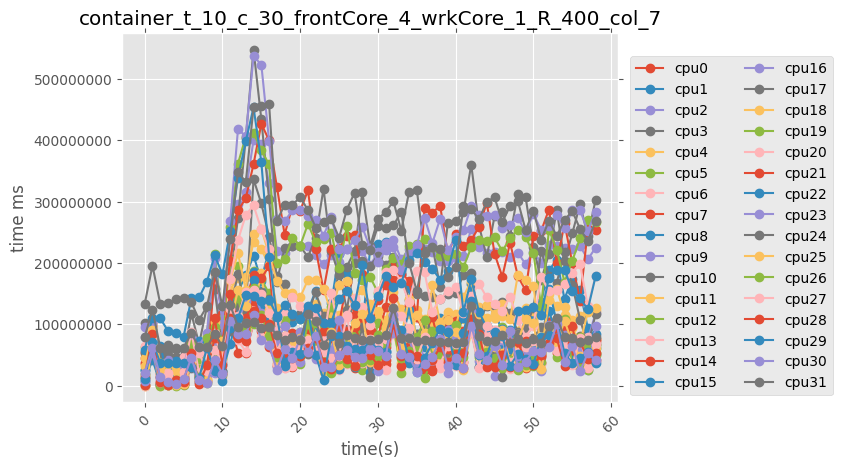 container_t_10_c_30_frontCore_4_wrkCore_1_R_400_col_7
500000000
400000000
300000000
200000000
100000000
0
time ms
0
10
20
30
40
50
60
time(s)
cpu0
cpu1
cpu2
cpu3
cpu4
cpu5
cpu6
cpu7
cpu8
cpu9
cpu10
cpu11
cpu12
cpu13
cpu14
cpu15
cpu16
cpu17
cpu18
cpu19
cpu20
cpu21
cpu22
cpu23
cpu24
cpu25
cpu26
cpu27
cpu28
cpu29
cpu30
cpu31